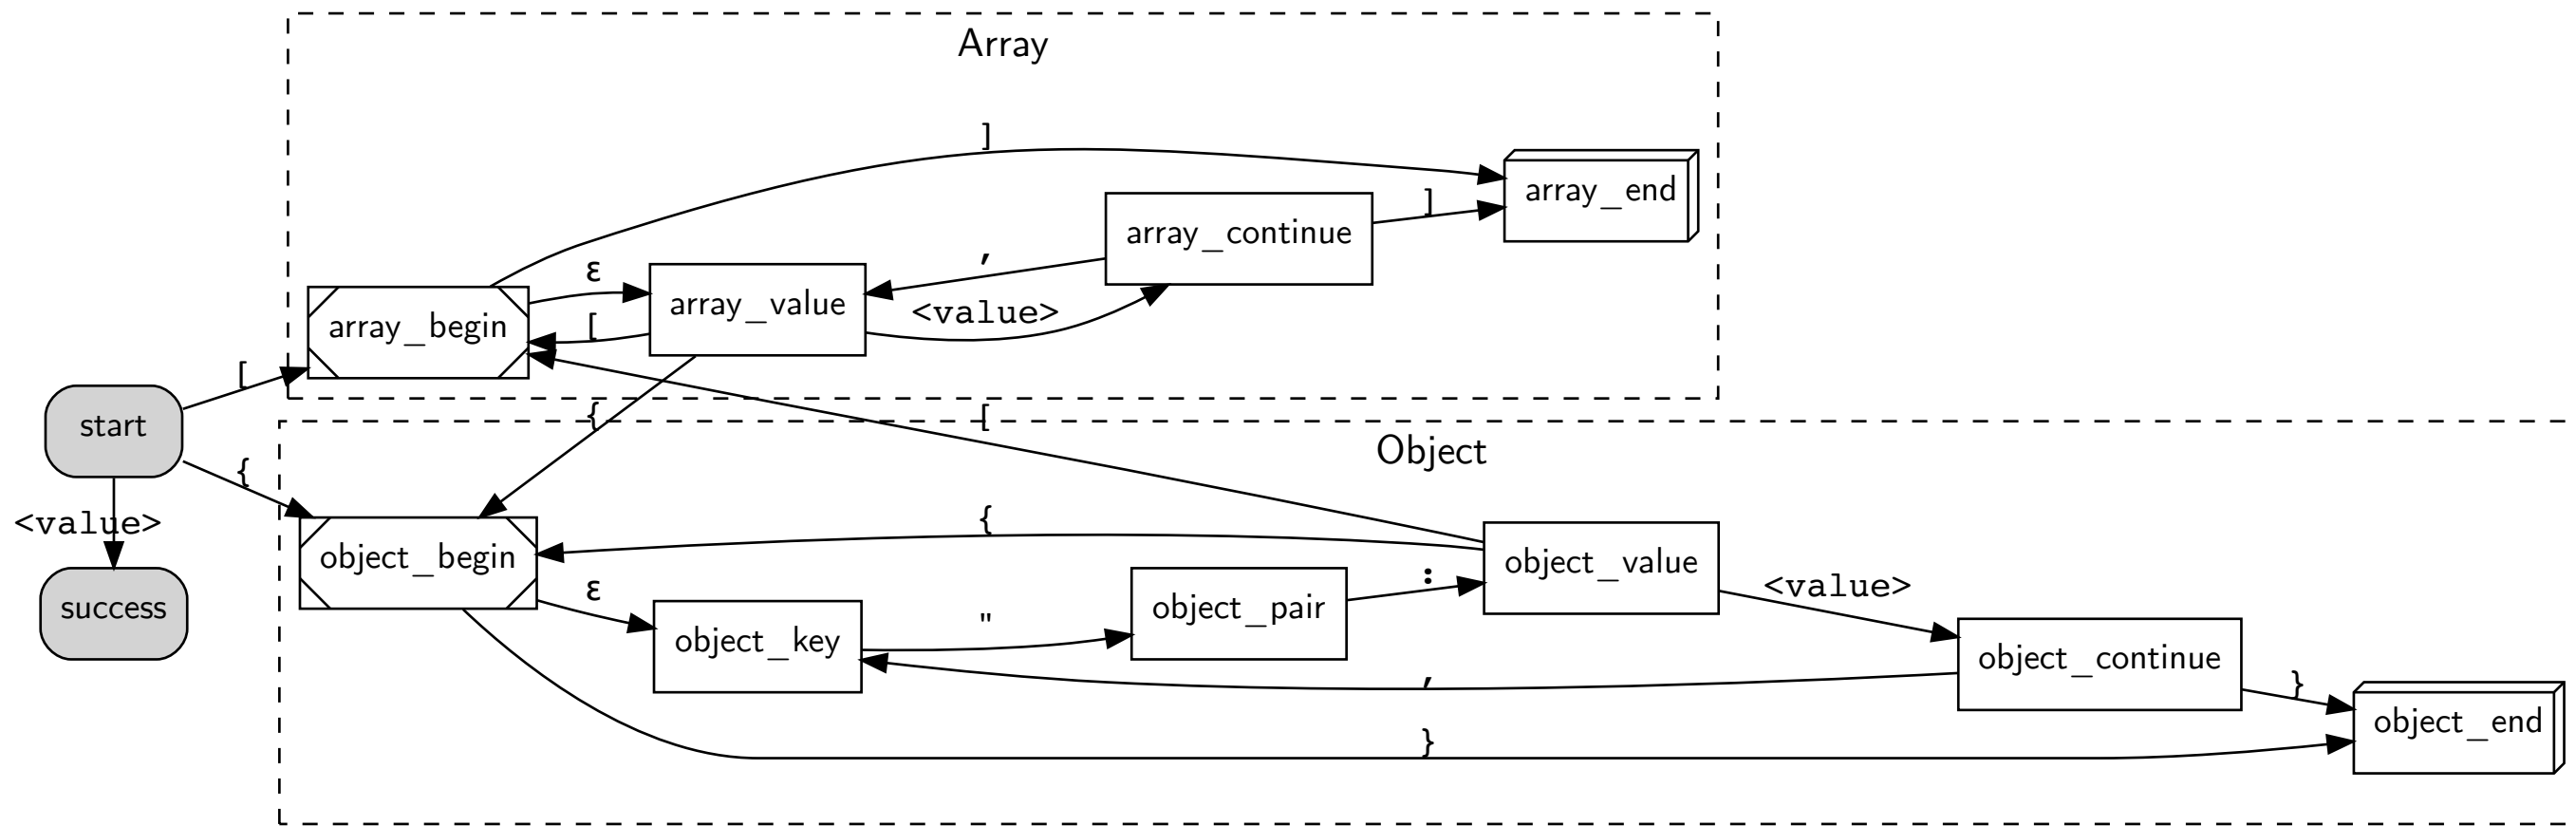 Array
]
array_end
]
array_continue
,
ε
array_value
<value>
array_begin
[
[
start
{
[
Object
{
<value>
success
{
object_begin
ε
object_key
"
object_pair
:
object_value
<value>
object_continue
,
}
object_end
}